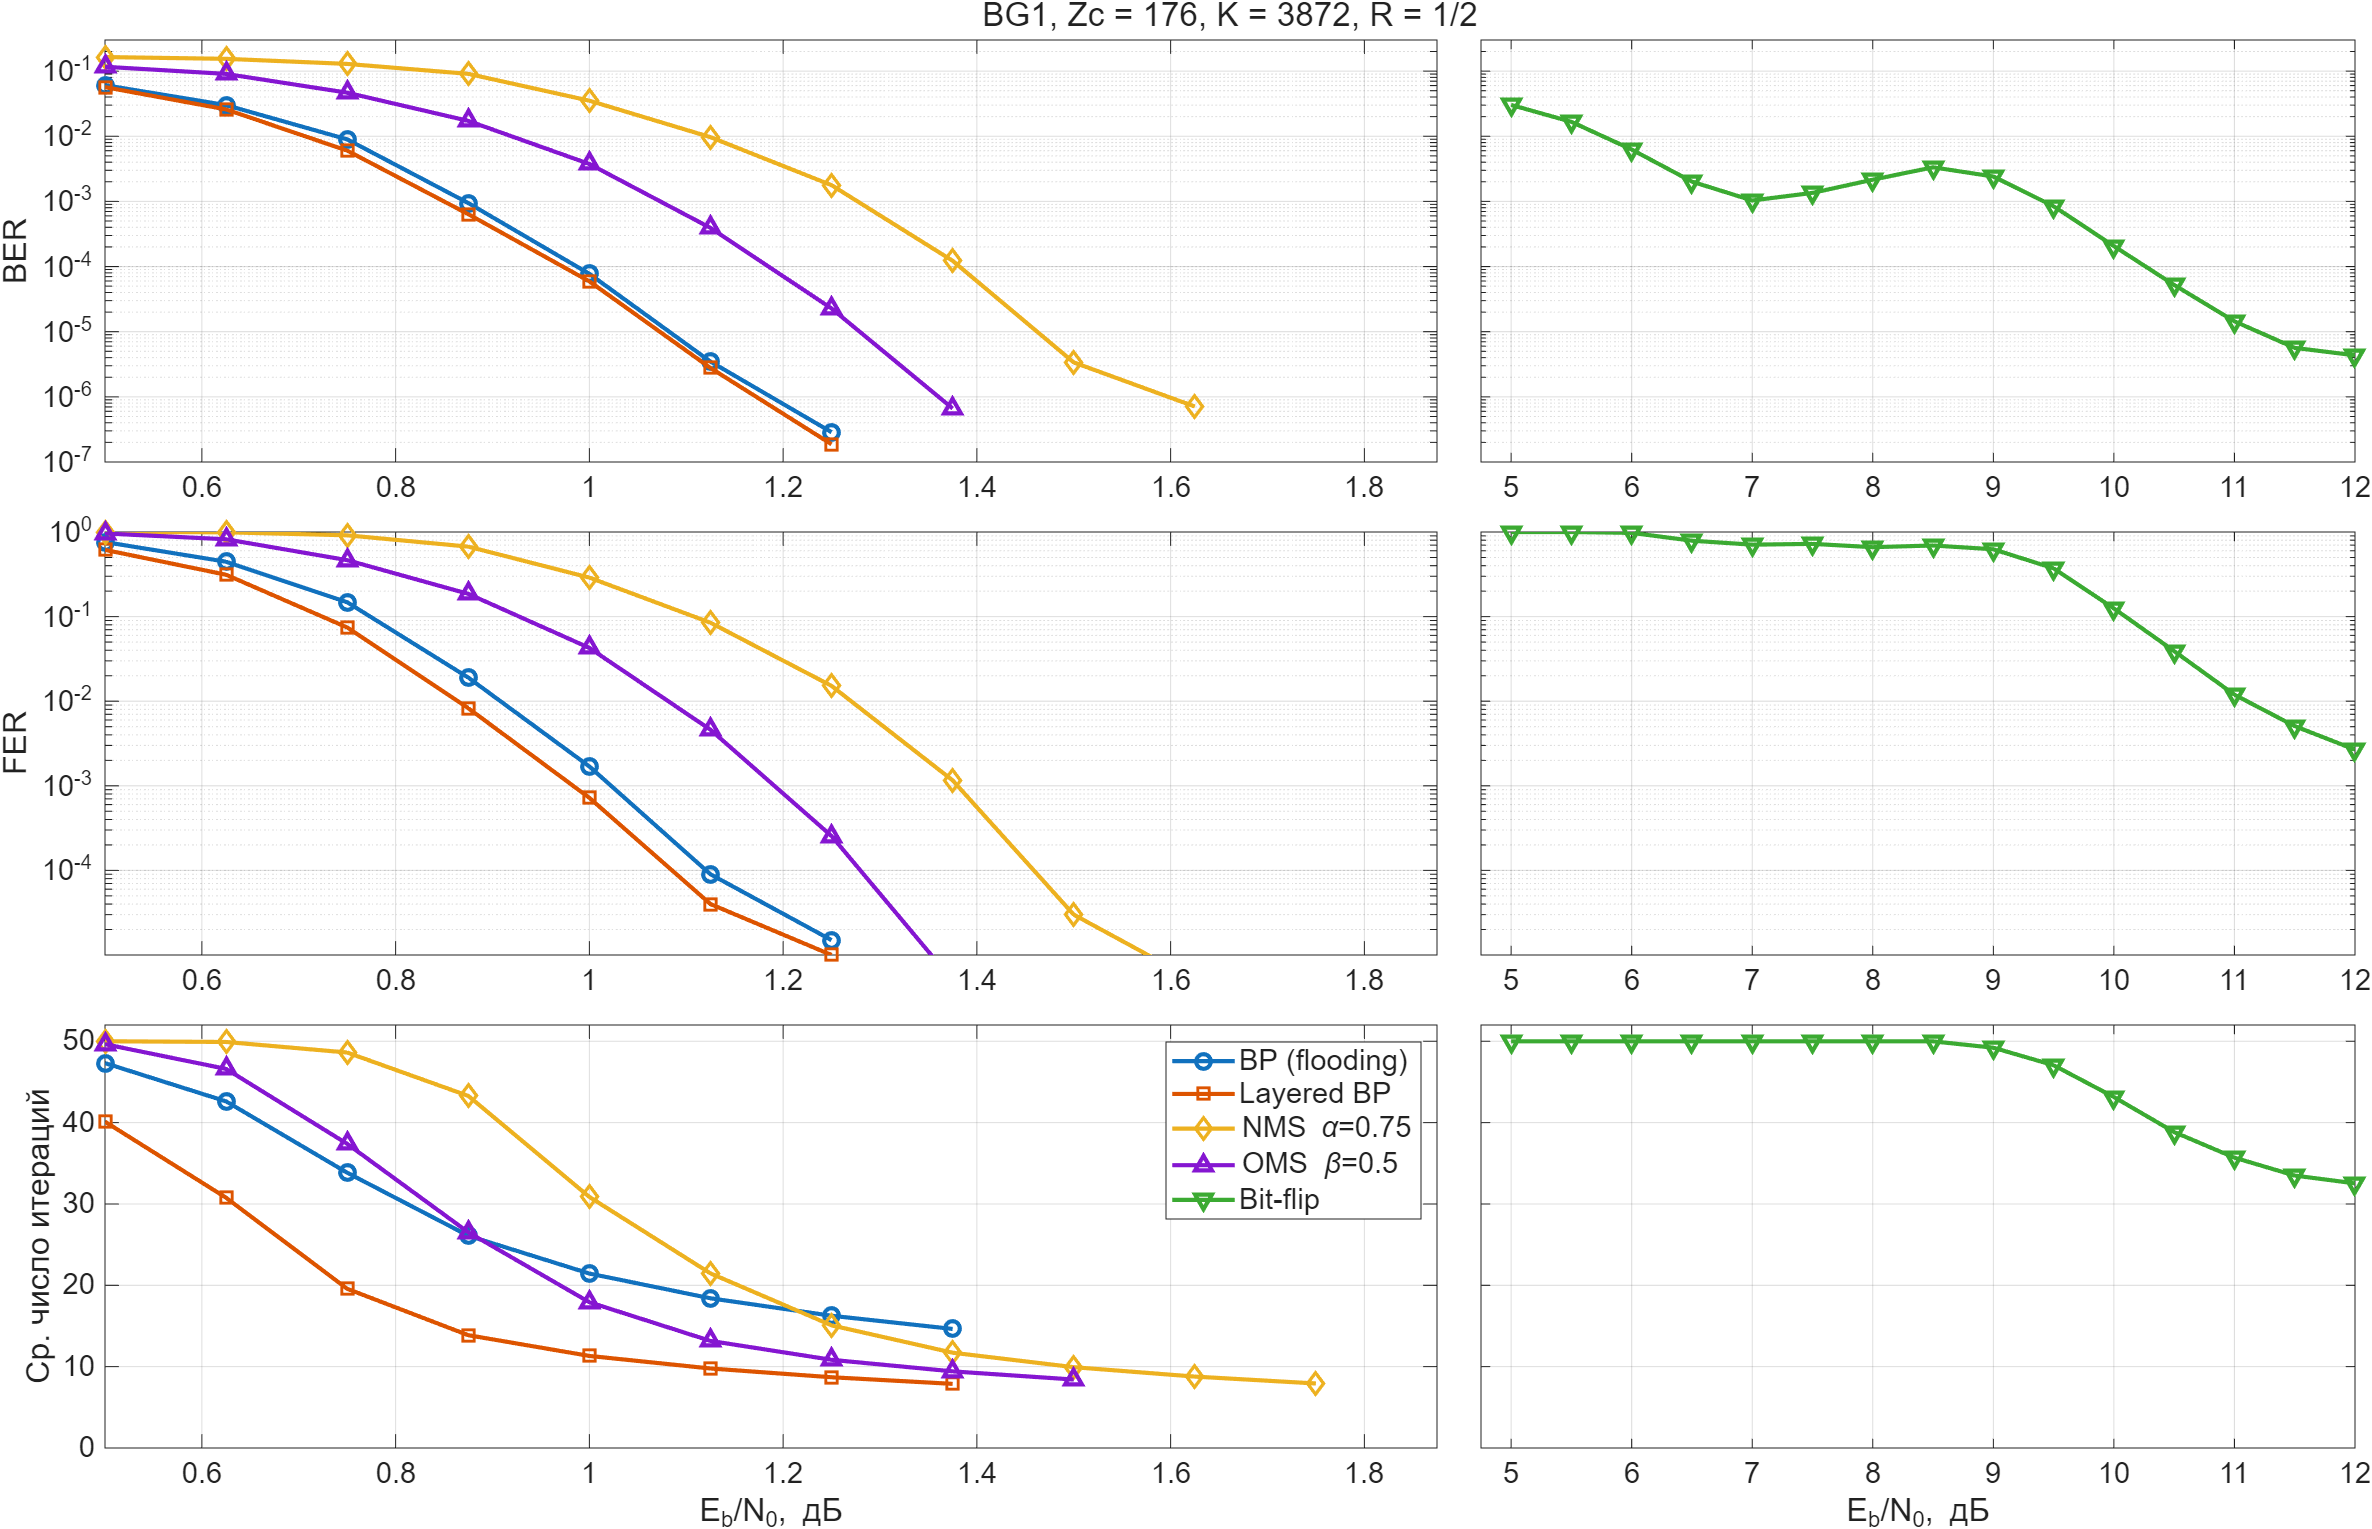 BG1, Zc = 176, K = 3872, R = 1/2
BER
10^-1
10^-2
10^-3
10^-4
10^-5
10^-6
10^-7
0.6 0.8 1 1.2 1.4 1.6 1.8
5 6 7 8 9 10 11 12
FER
10^0
10^-1
10^-2
10^-3
10^-4
0.6 0.8 1 1.2 1.4 1.6 1.8
5 6 7 8 9 10 11 12
Ср. число итераций
50
40
30
20
10
0
BP (flooding)
Layered BP
NMS α=0.75
OMS β=0.5
Bit-flip
0.6 0.8 1 1.2 1.4 1.6 1.8
E_b/N_0, дБ
5 6 7 8 9 10 11 12
E_b/N_0, дБ